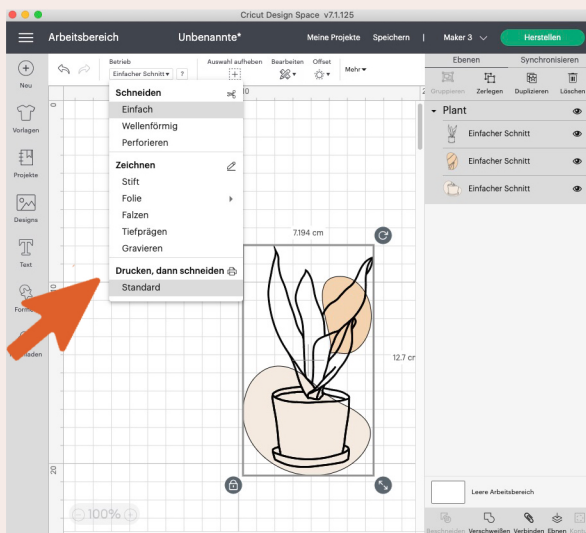 Cricut Design Space v7.1.125
Arbeitsbereich Unbenannte* Meine Projekte Speichern | Maker 3 Herstellen
Betrieb Auswahl aufheben Bearbeiten Offset Mehr
Einfacher Schnitt ?
Ebenen Synchronisieren
Gruppieren Zerlegen Duplizieren Löschen
Neu
Vorlagen
Projekte
Designs
Text
Schneiden
Einfach
Wellenförmig
Perforieren
Zeichnen
Stift
Folie
Falzen
Tiefprägen
Gravieren
Drucken, dann schneiden
Standard
0
20
7.194 cm
100%
Plant
Einfacher Schnitt
Einfacher Schnitt
Einfacher Schnitt
Leere Arbeitsbereich
Verschweißen Verbinden Ebnen